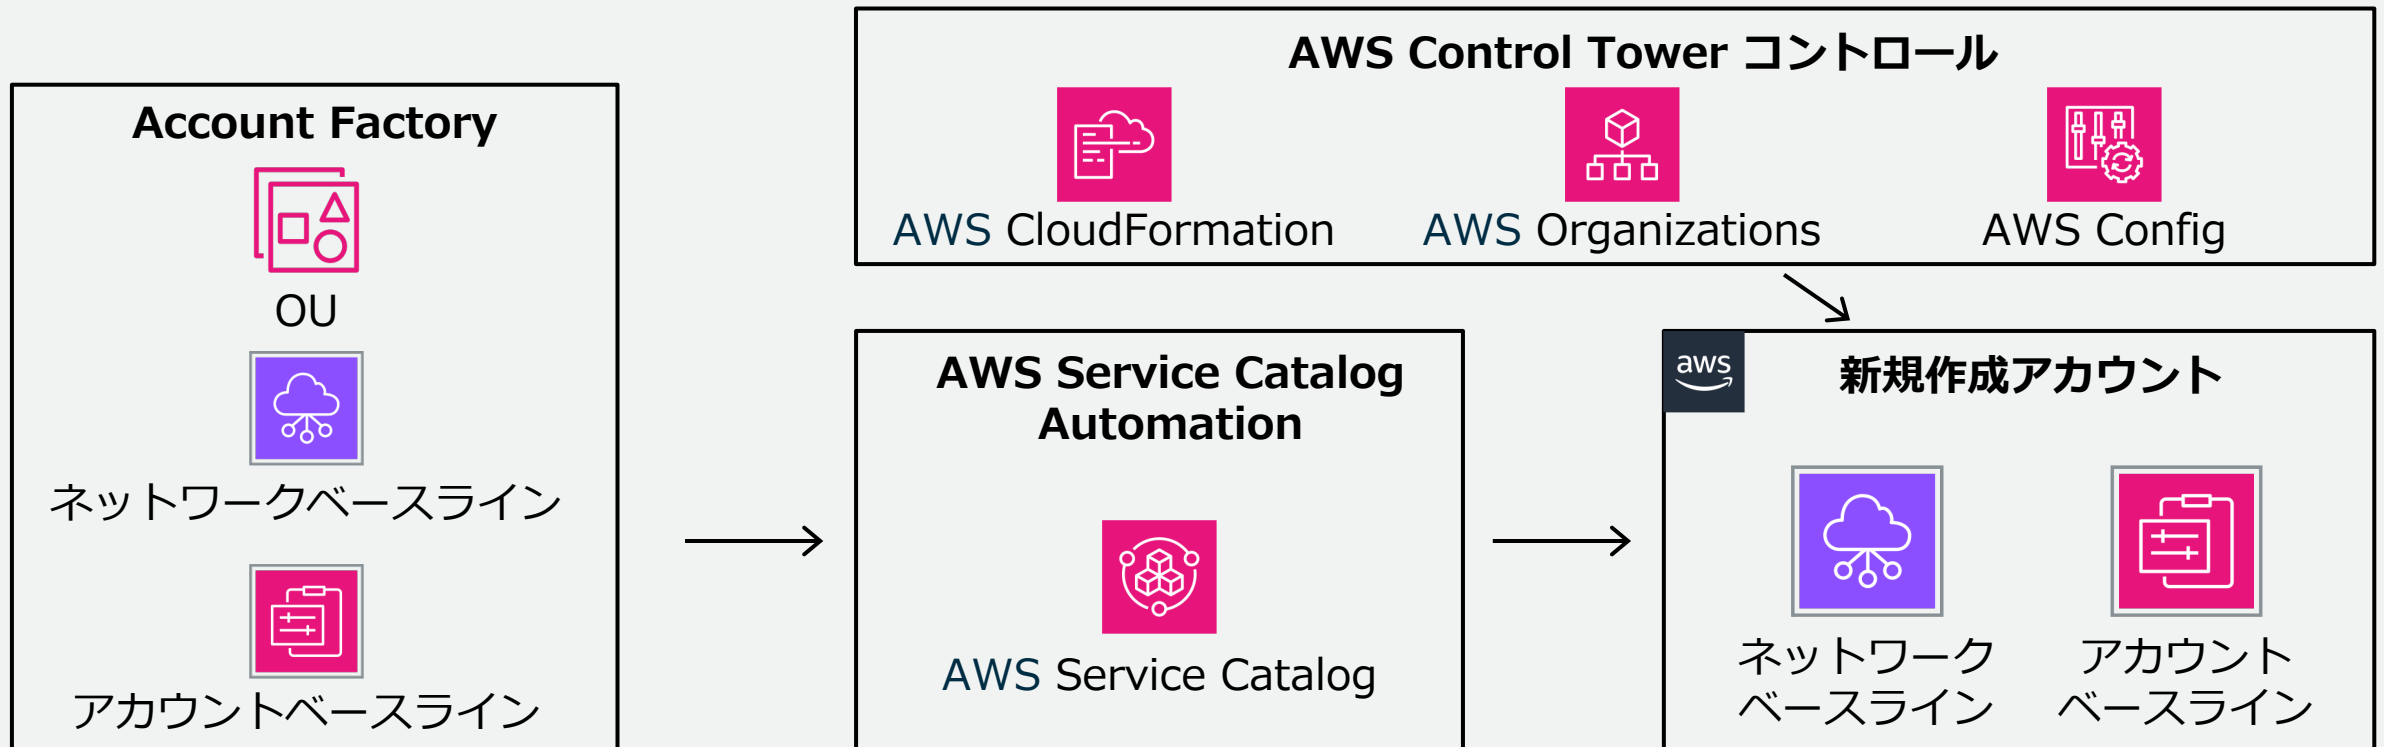 Account Factory
OU
ネットワークベースライン
アカウントベースライン
AWS Control Tower コントロール
AWS CloudFormation
AWS Organizations
AWS Config
AWS Service Catalog
Automation
AWS Service Catalog
aws
新規作成アカウント
ネットワーク
ベースライン
アカウント
ベースライン